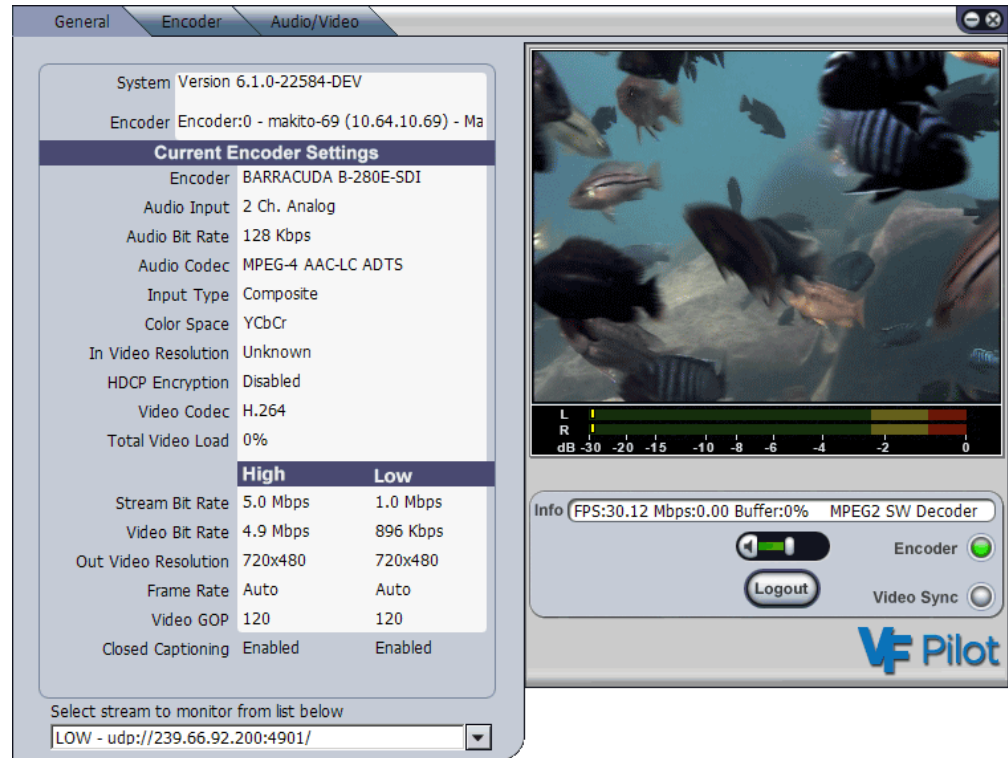 General Encoder Audio/Video
System Version 6.1.0-22584-DEV
Encoder Encoder:0 - makito-69 (10.64.10.69) - Ma
Current Encoder Settings
Encoder BARRACUDA B-280E-SDI
Audio Input 2 Ch. Analog
Audio Bit Rate 128 Kbps
Audio Codec MPEG-4 AAC-LC ADTS
Input Type Composite
Color Space YCbCr
In Video Resolution Unknown
HDCP Encryption Disabled
Video Codec H.264
Total Video Load 0%
High Low
Stream Bit Rate 5.0 Mbps 1.0 Mbps
Video Bit Rate 4.9 Mbps 896 Kbps
Out Video Resolution 720x480 720x480
Frame Rate Auto Auto
Video GOP 120 120
Closed Captioning Enabled Enabled
Select stream to monitor from list below
LOW - udp://239.66.92.200:4901/
L
R
dB -30 -20 -15 -10 -8 -6 -4 -2 0
Info FPS:30.12 Mbps:0.00 Buffer:0% MPEG2 SW Decoder
Encoder
Logout
Video Sync
VF Pilot